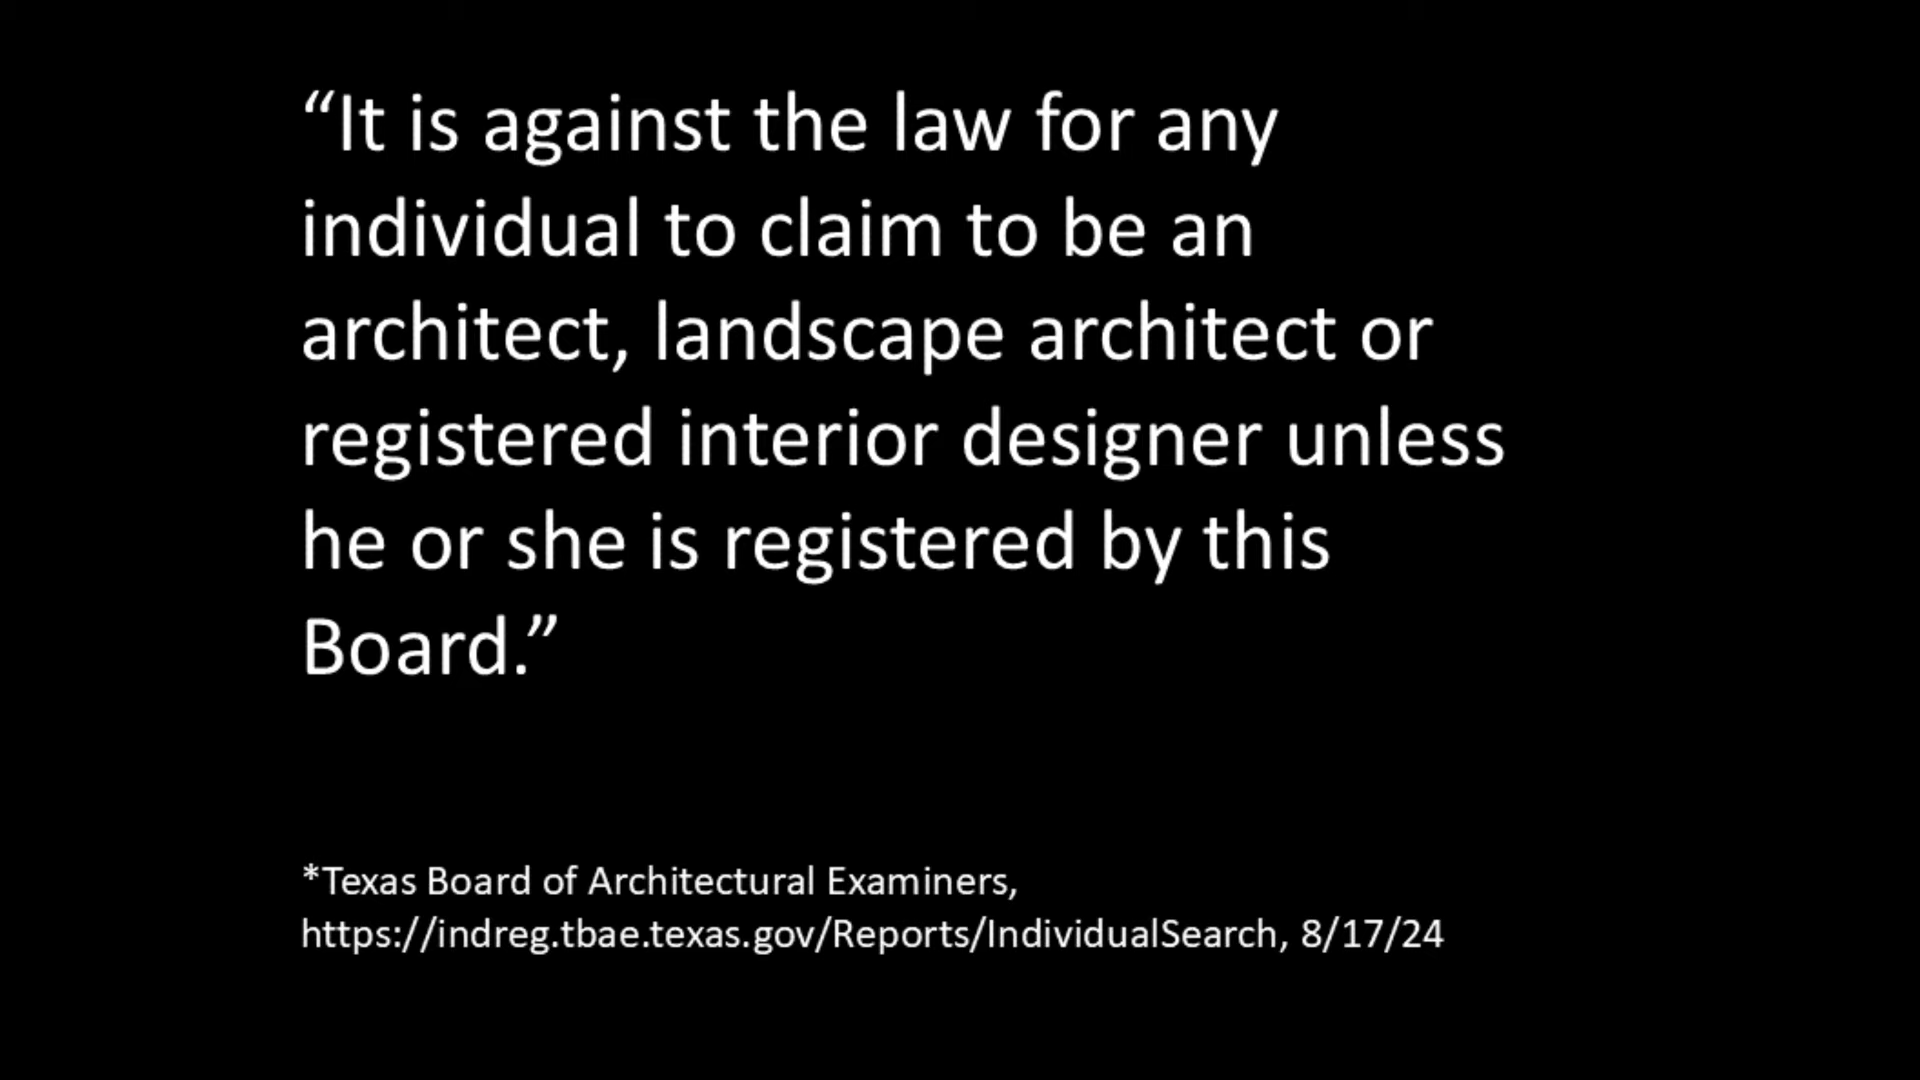 “It is against the law for any
individual to claim to be an
architect, landscape architect or
registered interior designer unless
he or she is registered by this
Board.”
*Texas Board of Architectural Examiners,
https://indreg.tbae.texas.gov/Reports/IndividualSearch, 8/17/24